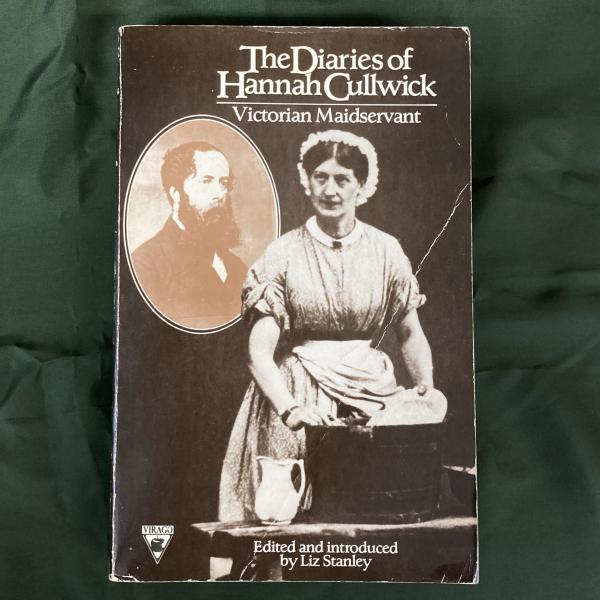 The Diaries of
Hannah Cullwick
Victorian Maidservant
VIRAGO
Edited and introduced
by Liz Stanley